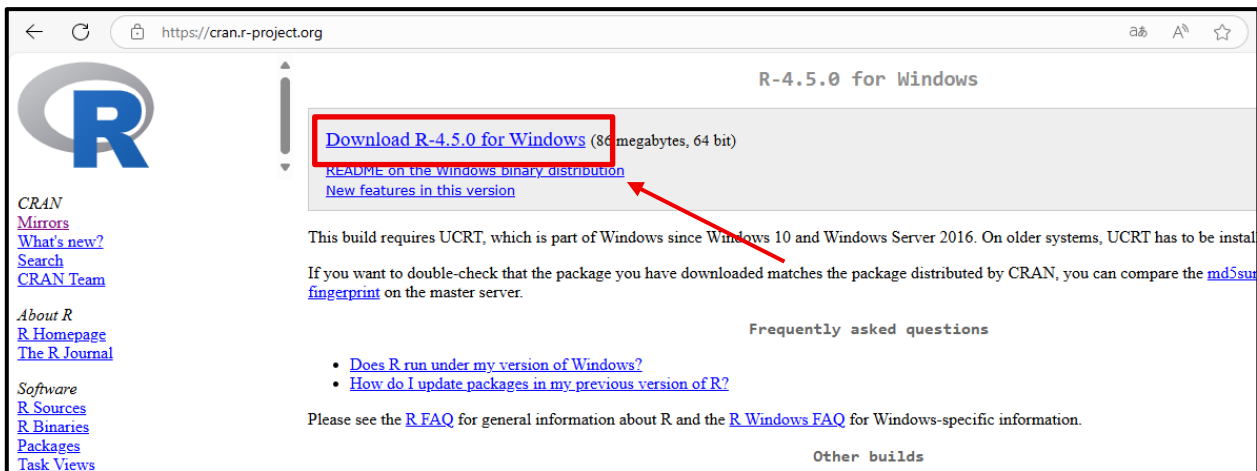 https://cran.r-project.org
R
CRAN
Mirrors
What's new?
Search
CRAN Team
About R
R Homepage
The R Journal
Software
R Sources
R Binaries
Packages
Task Views
R-4.5.0 for Windows
Download R-4.5.0 for Windows (86 megabytes, 64 bit)
README on the Windows binary distribution
New features in this version
This build requires UCRT, which is part of Windows since Windows 10 and Windows Server 2016. On older systems, UCRT has to be instal
If you want to double-check that the package you have downloaded matches the package distributed by CRAN, you can compare the md5sur
fingerprint on the master server.
Frequently asked questions
Does R run under my version of Windows?
How do I update packages in my previous version of R?
Please see the R FAQ for general information about R and the R Windows FAQ for Windows-specific information.
Other builds